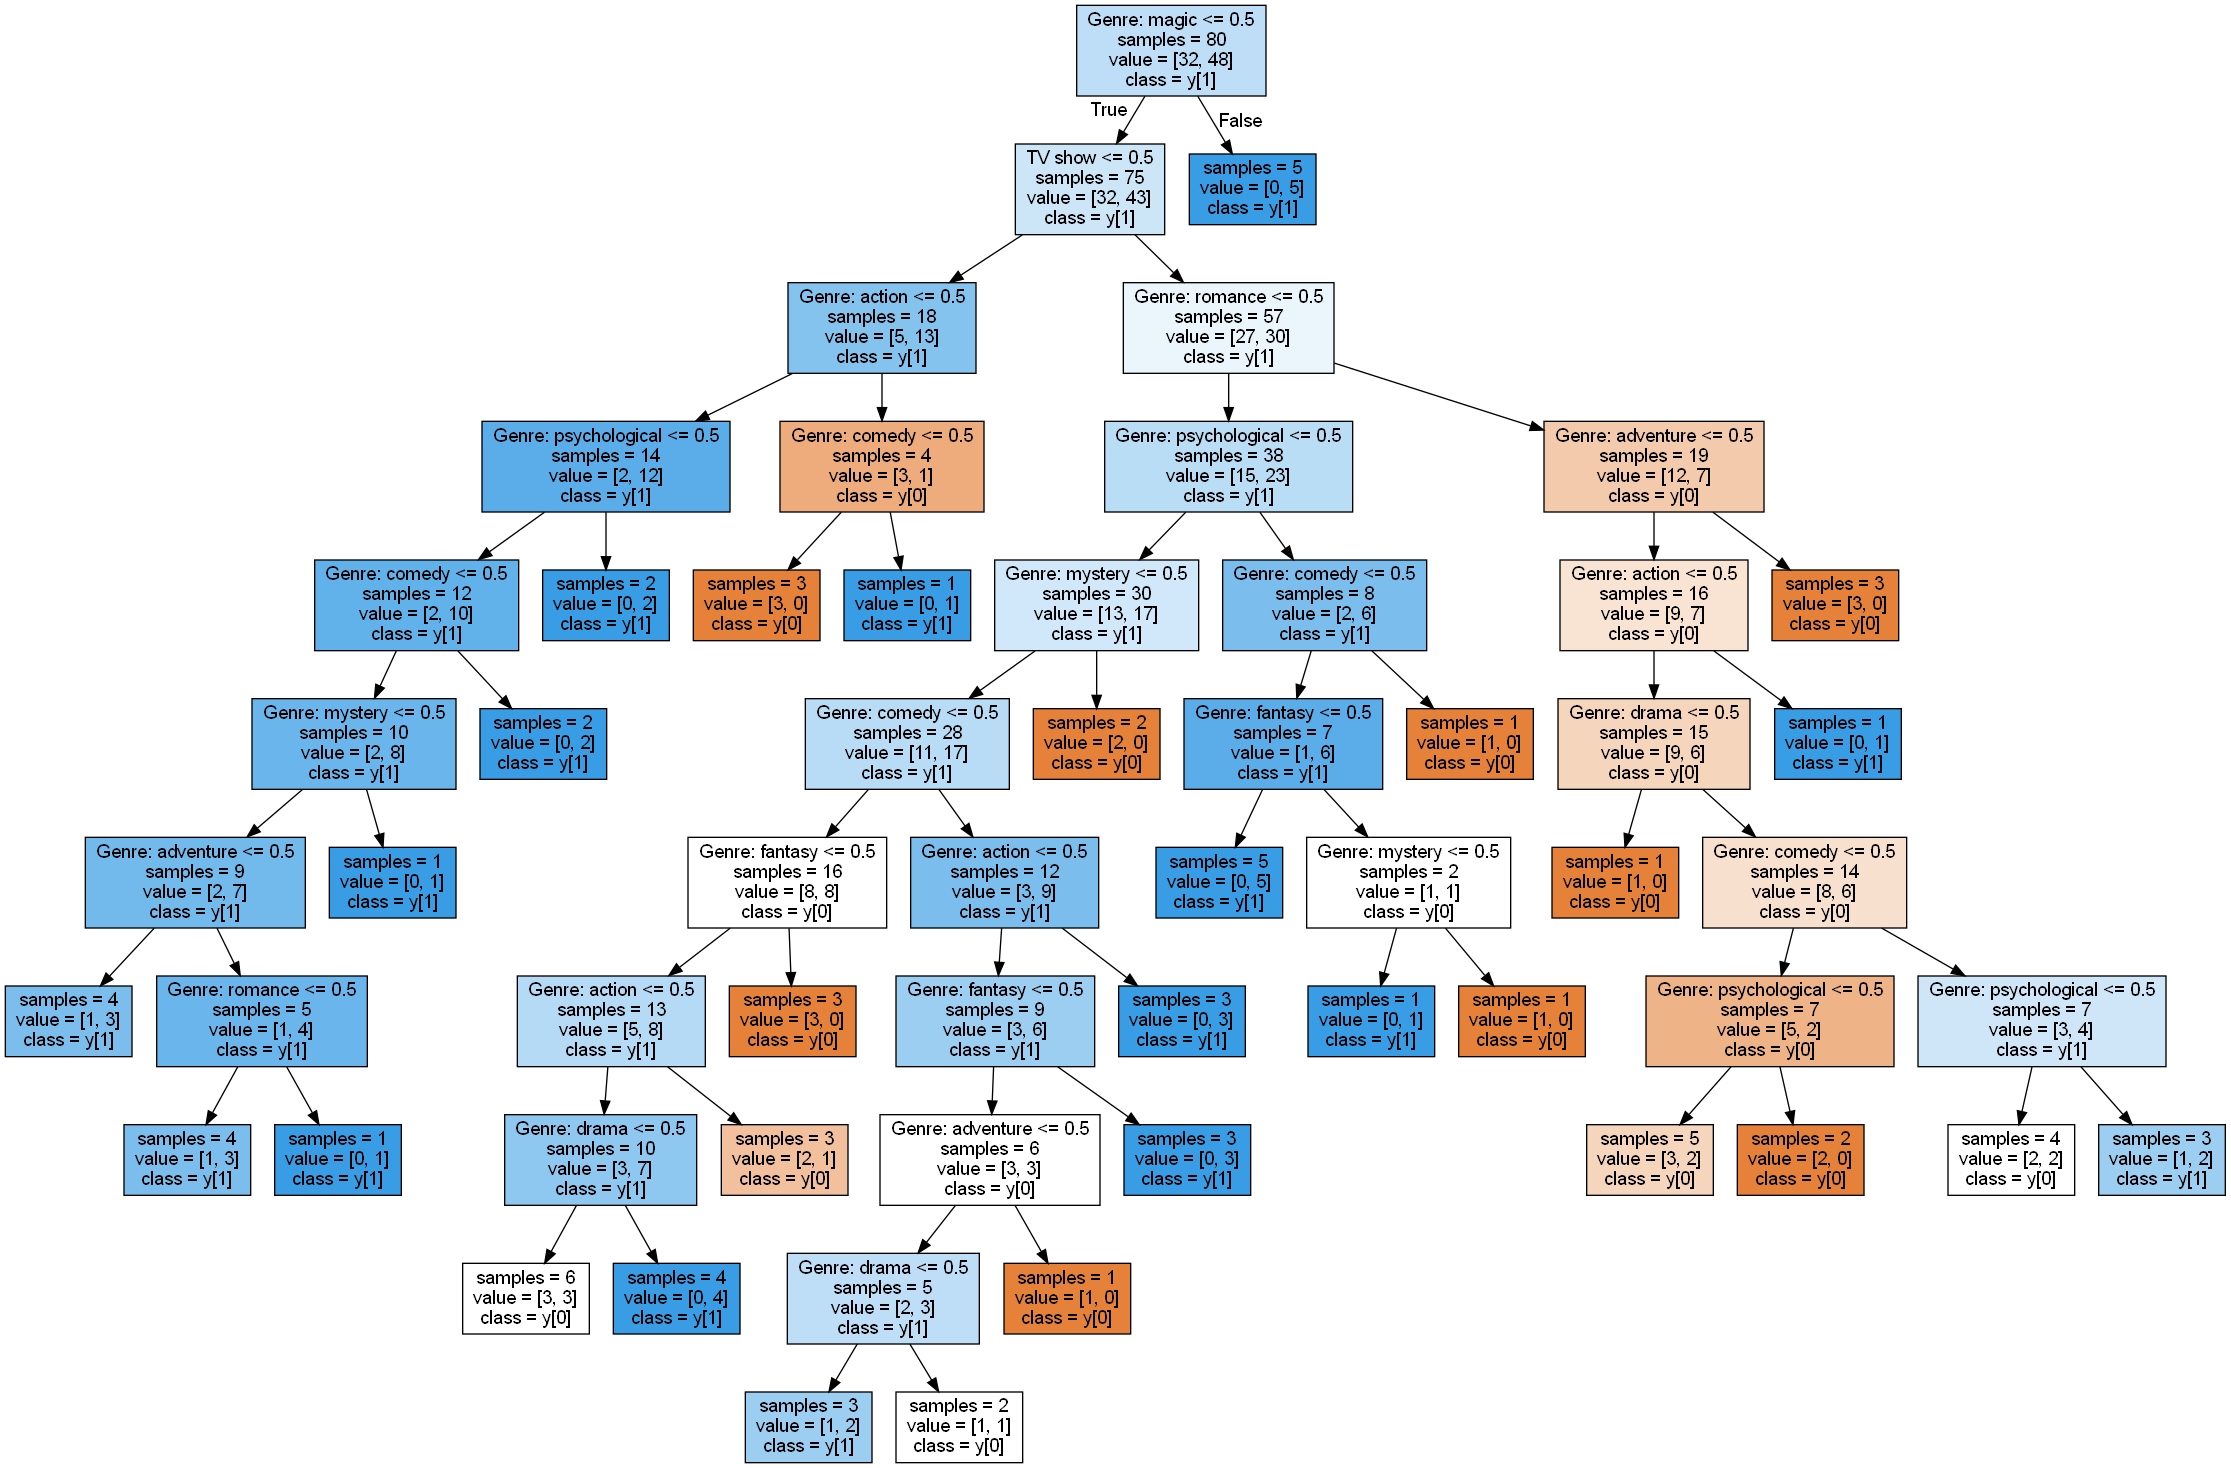 Genre: magic <= 0.5
samples = 80
value = [32, 48]
class = y[1]
True
False
TV show <= 0.5
samples = 75
value = [32, 43]
class = y[1]
samples = 5
value = [0, 5]
class = y[1]
Genre: action <= 0.5
samples = 18
value = [5, 13]
class = y[1]
Genre: romance <= 0.5
samples = 57
value = [27, 30]
class = y[1]
Genre: psychological <= 0.5
samples = 14
value = [2, 12]
class = y[1]
Genre: comedy <= 0.5
samples = 4
value = [3, 1]
class = y[0]
Genre: psychological <= 0.5
samples = 38
value = [15, 23]
class = y[1]
Genre: adventure <= 0.5
samples = 19
value = [12, 7]
class = y[0]
Genre: comedy <= 0.5
samples = 12
value = [2, 10]
class = y[1]
samples = 2
value = [0, 2]
class = y[1]
samples = 3
value = [3, 0]
class = y[0]
samples = 1
value = [0, 1]
class = y[1]
Genre: mystery <= 0.5
samples = 30
value = [13, 17]
class = y[1]
Genre: comedy <= 0.5
samples = 8
value = [2, 6]
class = y[1]
Genre: action <= 0.5
samples = 16
value = [9, 7]
class = y[0]
samples = 3
value = [3, 0]
class = y[0]
Genre: mystery <= 0.5
samples = 10
value = [2, 8]
class = y[1]
samples = 2
value = [0, 2]
class = y[1]
Genre: comedy <= 0.5
samples = 28
value = [11, 17]
class = y[1]
samples = 2
value = [2, 0]
class = y[0]
Genre: fantasy <= 0.5
samples = 7
value = [1, 6]
class = y[1]
samples = 1
value = [1, 0]
class = y[0]
Genre: drama <= 0.5
samples = 15
value = [9, 6]
class = y[0]
samples = 1
value = [0, 1]
class = y[1]
Genre: adventure <= 0.5
samples = 9
value = [2, 7]
class = y[1]
samples = 1
value = [0, 1]
class = y[1]
Genre: fantasy <= 0.5
samples = 16
value = [8, 8]
class = y[0]
Genre: action <= 0.5
samples = 12
value = [3, 9]
class = y[1]
samples = 5
value = [0, 5]
class = y[1]
Genre: mystery <= 0.5
samples = 2
value = [1, 1]
class = y[0]
samples = 1
value = [1, 0]
class = y[0]
Genre: comedy <= 0.5
samples = 14
value = [8, 6]
class = y[0]
samples = 4
value = [1, 3]
class = y[1]
Genre: romance <= 0.5
samples = 5
value = [1, 4]
class = y[1]
Genre: action <= 0.5
samples = 13
value = [5, 8]
class = y[1]
samples = 3
value = [3, 0]
class = y[0]
Genre: fantasy <= 0.5
samples = 9
value = [3, 6]
class = y[1]
samples = 3
value = [0, 3]
class = y[1]
samples = 1
value = [0, 1]
class = y[1]
samples = 1
value = [1, 0]
class = y[0]
Genre: psychological <= 0.5
samples = 7
value = [5, 2]
class = y[0]
Genre: psychological <= 0.5
samples = 7
value = [3, 4]
class = y[1]
samples = 4
value = [1, 3]
class = y[1]
samples = 1
value = [0, 1]
class = y[1]
Genre: drama <= 0.5
samples = 10
value = [3, 7]
class = y[1]
samples = 3
value = [2, 1]
class = y[0]
Genre: adventure <= 0.5
samples = 6
value = [3, 3]
class = y[0]
samples = 3
value = [0, 3]
class = y[1]
samples = 5
value = [3, 2]
class = y[0]
samples = 2
value = [2, 0]
class = y[0]
samples = 4
value = [2, 2]
class = y[0]
samples = 3
value = [1, 2]
class = y[1]
samples = 6
value = [3, 3]
class = y[0]
samples = 4
value = [0, 4]
class = y[1]
Genre: drama <= 0.5
samples = 5
value = [2, 3]
class = y[1]
samples = 1
value = [1, 0]
class = y[0]
samples = 3
value = [1, 2]
class = y[1]
samples = 2
value = [1, 1]
class = y[0]